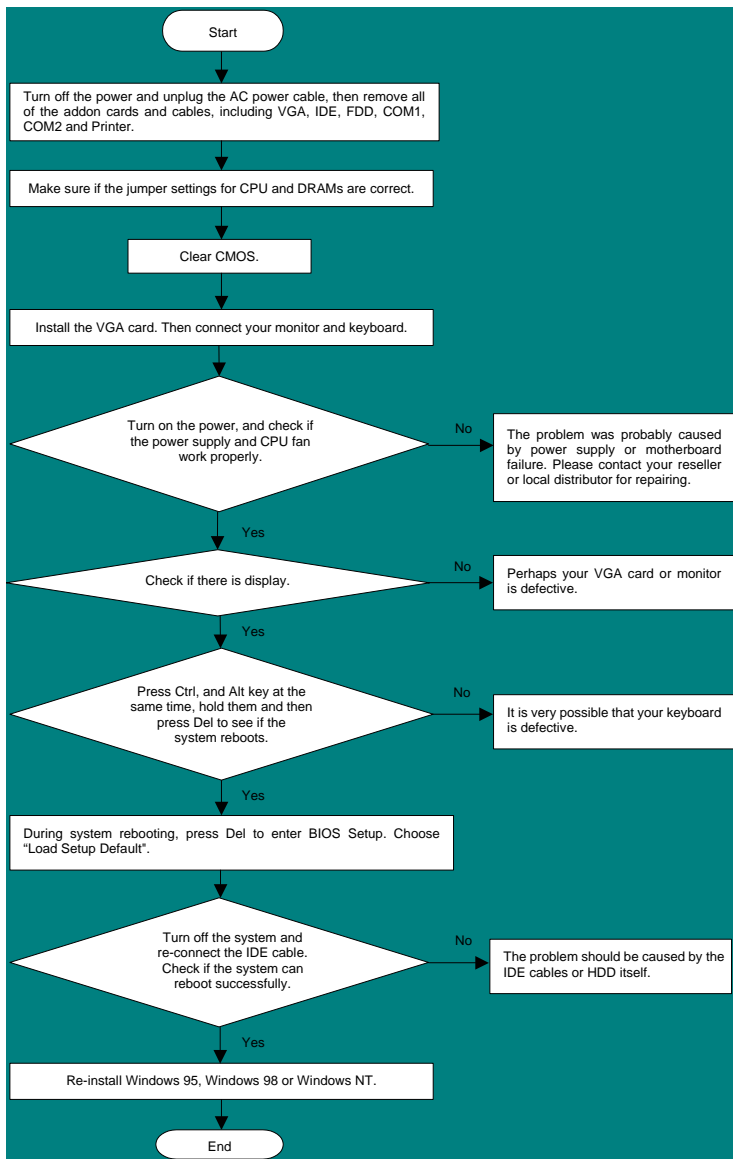 Start
Turn off the power and unplug the AC power cable, then remove all
of the addon cards and cables, including VGA, IDE, FDD, COM1,
COM2 and Printer.
Make sure if the jumper settings for CPU and DRAMs are correct.
Clear CMOS.
Install the VGA card. Then connect your monitor and keyboard.
Turn on the power, and check if
the power supply and CPU fan
work properly.
No
The problem was probably caused
by power supply or motherboard
failure. Please contact your reseller
or local distributor for repairing.
Yes
Check if there is display.
No
Perhaps your VGA card or monitor
is defective.
Yes
Press Ctrl, and Alt key at the
same time, hold them and then
press Del to see if the
system reboots.
No
It is very possible that your keyboard
is defective.
Yes
During system rebooting, press Del to enter BIOS Setup. Choose
“Load Setup Default”.
Turn off the system and
re-connect the IDE cable.
Check if the system can
reboot successfully.
No
The problem should be caused by the
IDE cables or HDD itself.
Yes
Re-install Windows 95, Windows 98 or Windows NT.
End